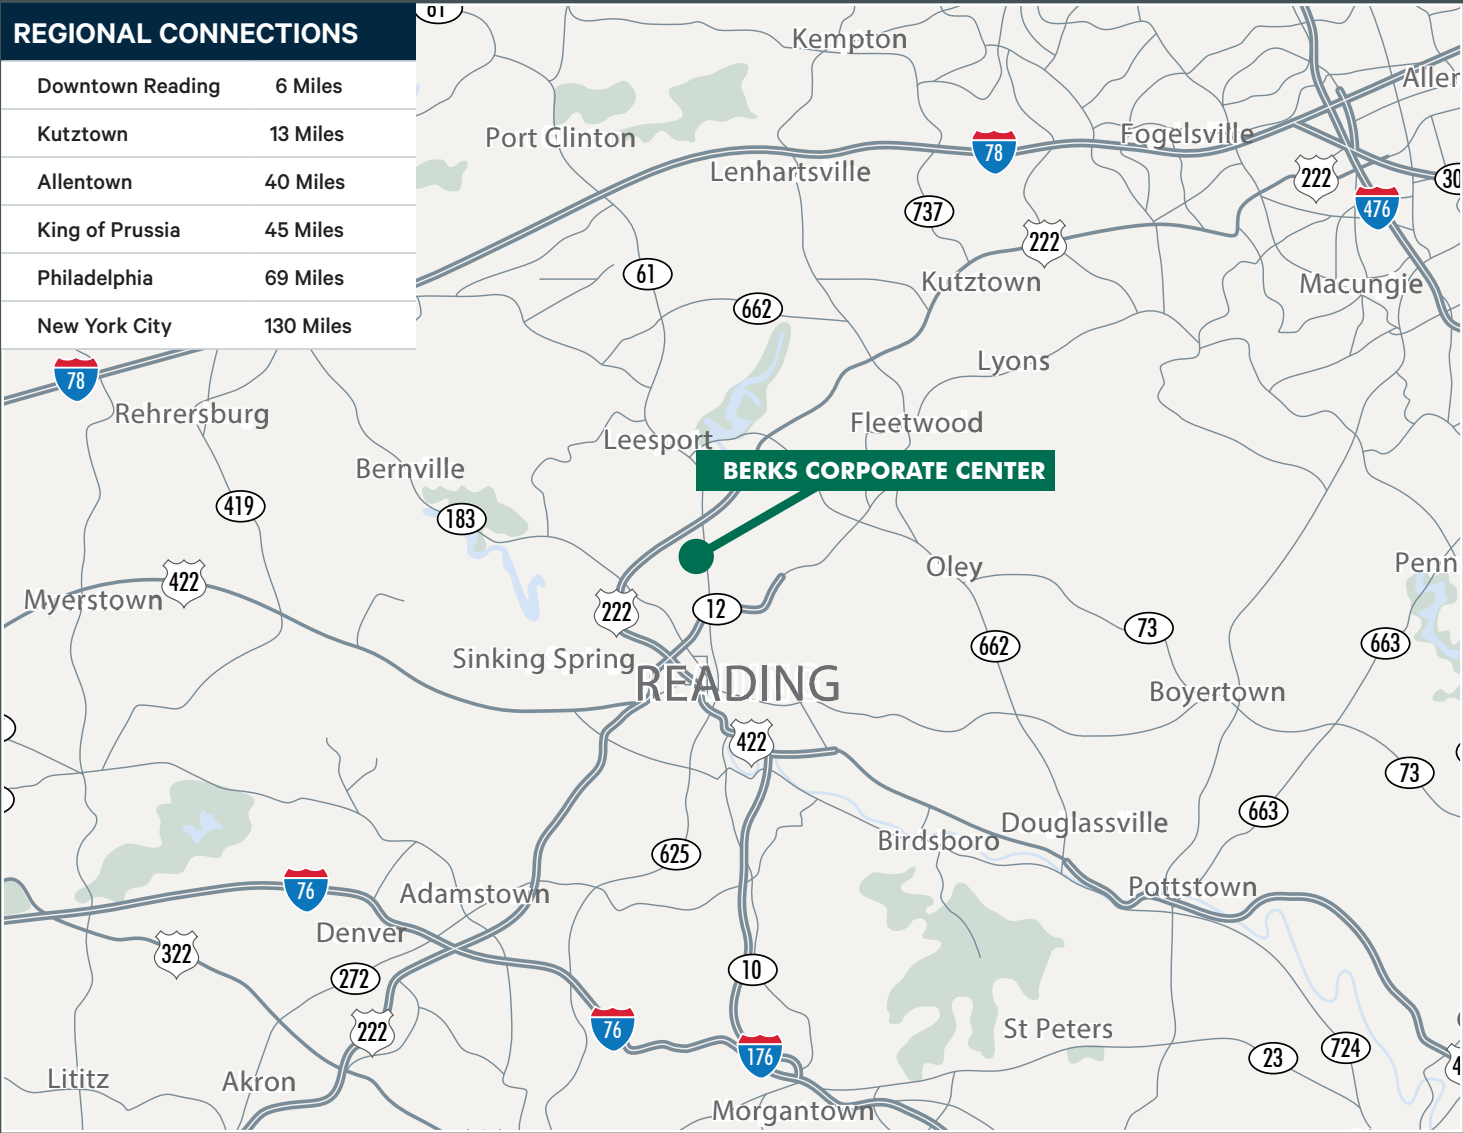 REGIONAL CONNECTIONS
Downtown Reading 6 Miles
Kutztown 13 Miles
Allentown 40 Miles
King of Prussia 45 Miles
Philadelphia 69 Miles
New York City 130 Miles
61
Kempton
Aller
Port Clinton
Fogelsville
78
Lenhartsville
222
30
476
737
222
61
Kutztown
Macungie
662
Lyons
78
Rehrersburg
Fleetwood
Leesport
BERKS CORPORATE CENTER
Bernville
419
183
Penn
Oley
422
Myerstown
222
12
73
662
663
Sinking Spring
READING
Boyertown
422
73
663
Douglassville
Birdsboro
625
76
Adamstown
Pottstown
Denver
322
272
10
222
76
St Peters
176
23
724
4
Lititz
Akron
Morgantown